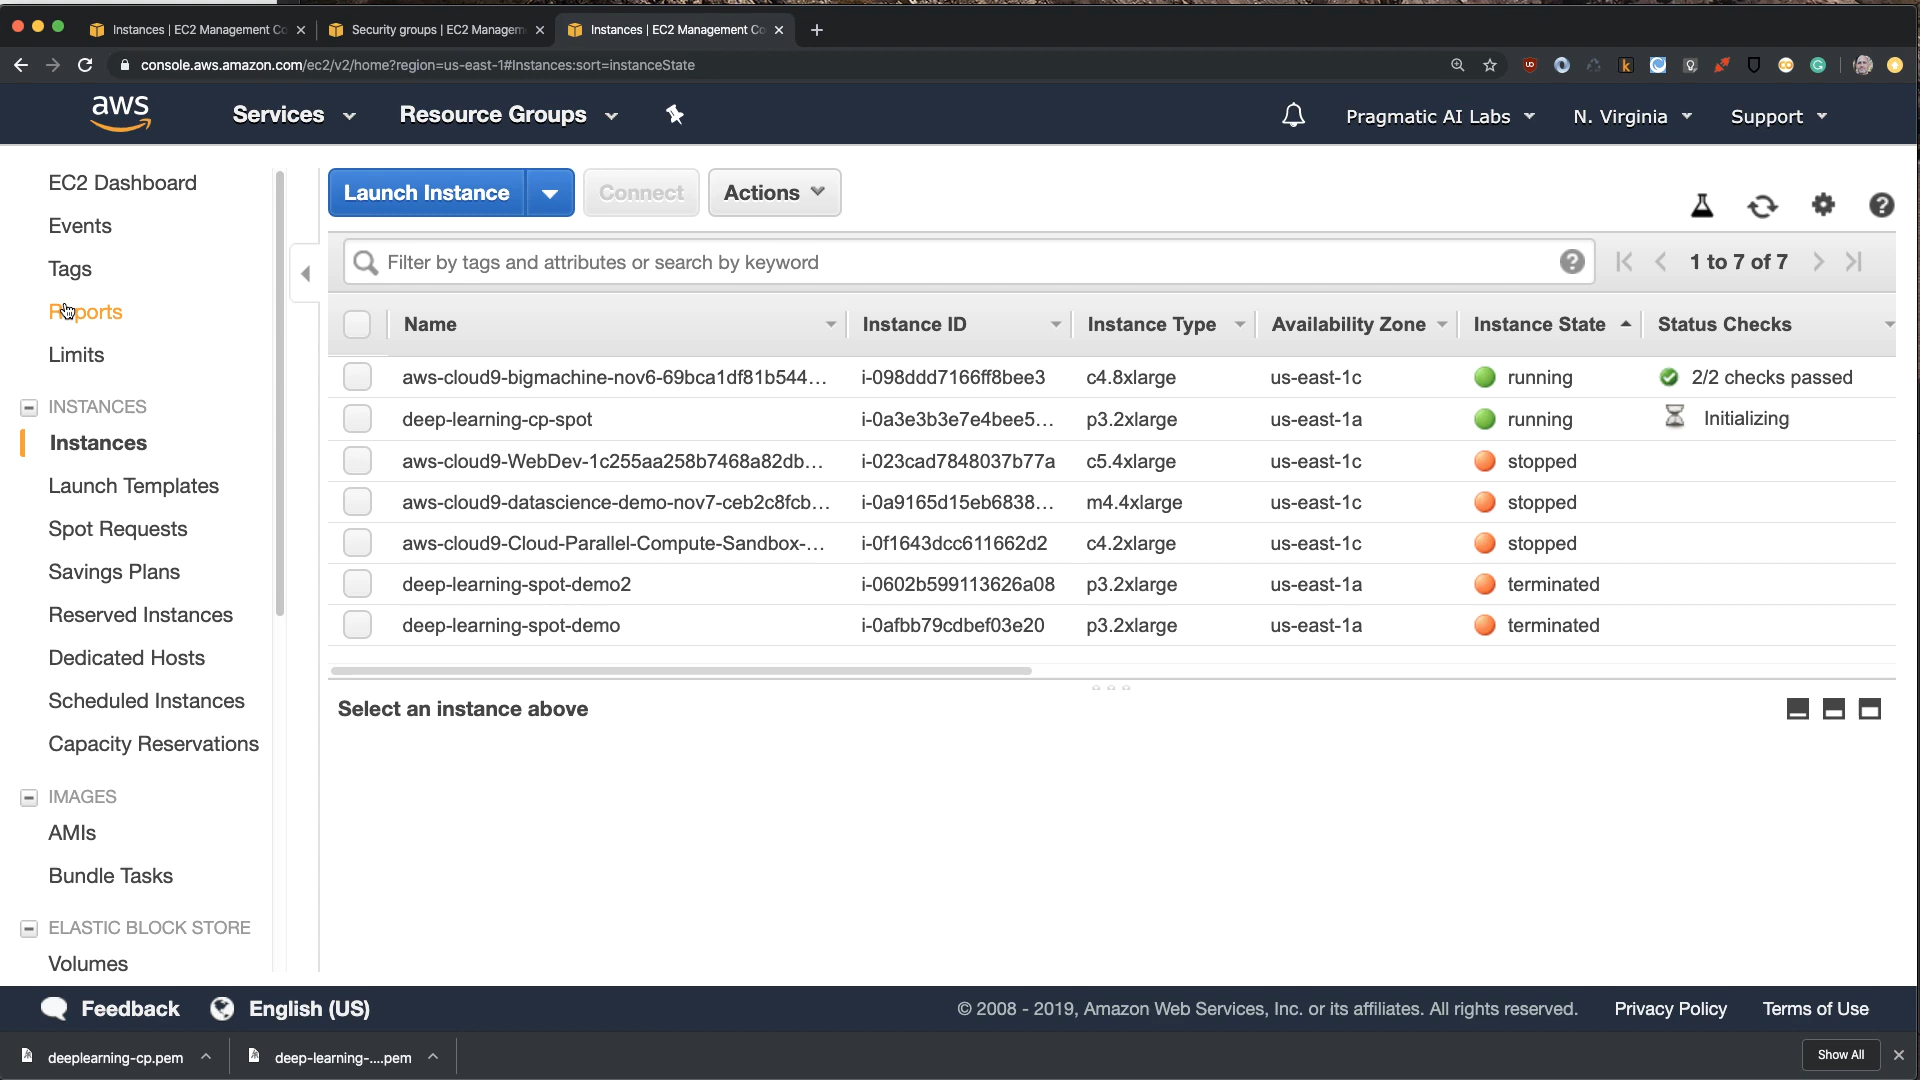 Instances | EC2 Management Co
Security groups | EC2 Managem
Instances | EC2 Management Co
console.aws.amazon.com/ec2/v2/home?region=us-east-1#Instances:sort=instanceState
aws
Services
Resource Groups
Pragmatic AI Labs
N. Virginia
Support
EC2 Dashboard
Events
Tags
Reports
Limits
INSTANCES
Instances
Launch Templates
Spot Requests
Savings Plans
Reserved Instances
Dedicated Hosts
Scheduled Instances
Capacity Reservations
IMAGES
AMIs
Bundle Tasks
ELASTIC BLOCK STORE
Volumes
Launch Instance
Connect
Actions
Filter by tags and attributes or search by keyword
1 to 7 of 7
Name Instance ID Instance Type Availability Zone Instance State Status Checks
aws-cloud9-bigmachine-nov6-69bca1df81b544... i-098ddd7166ff8bee3 c4.8xlarge us-east-1c running 2/2 checks passed
deep-learning-cp-spot i-0a3e3b3e7e4bee5... p3.2xlarge us-east-1a running Initializing
aws-cloud9-WebDev-1c255aa258b7468a82db... i-023cad7848037b77a c5.4xlarge us-east-1c stopped
aws-cloud9-datascience-demo-nov7-ceb2c8fcb... i-0a9165d15eb6838... m4.4xlarge us-east-1c stopped
aws-cloud9-Cloud-Parallel-Compute-Sandbox-... i-0f1643dcc611662d2 c4.2xlarge us-east-1c stopped
deep-learning-spot-demo2 i-0602b599113626a08 p3.2xlarge us-east-1a terminated
deep-learning-spot-demo i-0afbb79cdbef03e20 p3.2xlarge us-east-1a terminated
Select an instance above
Feedback
English (US)
© 2008 - 2019, Amazon Web Services, Inc. or its affiliates. All rights reserved.
Privacy Policy
Terms of Use
deeplearning-cp.pem
deep-learning-....pem
Show All